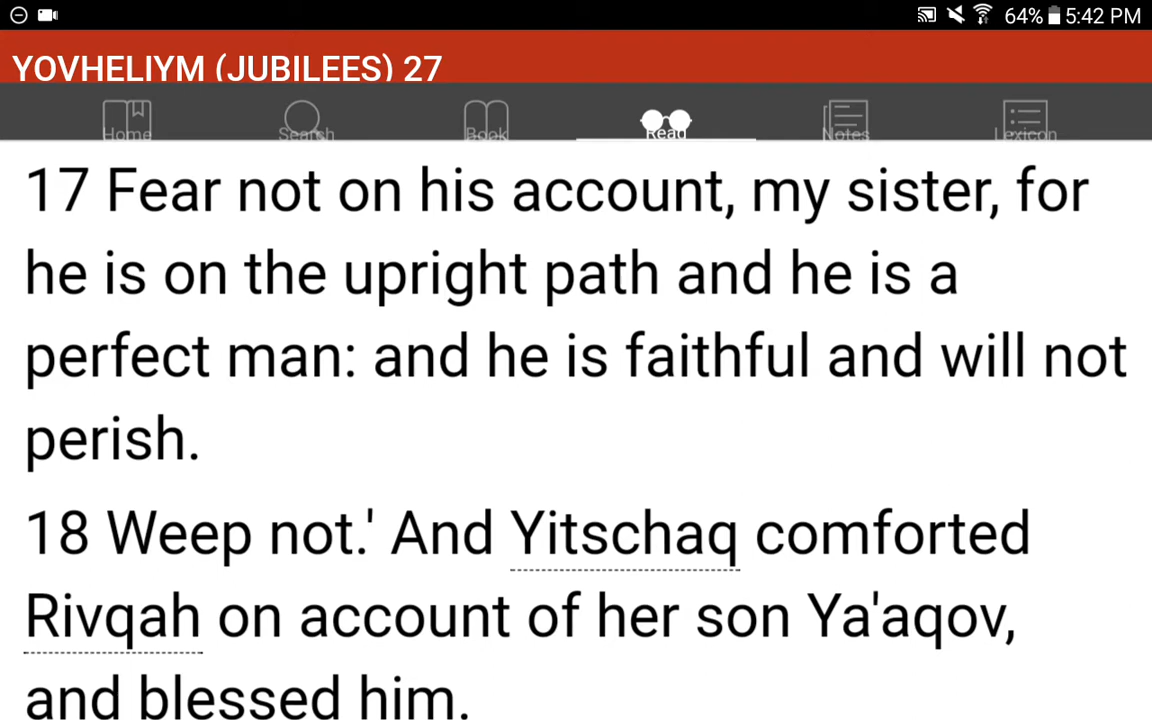 64% 5:42 PM
YOVHELIYM (JUBILEES) 27
Home Search Book Read Notes Lexicon
17 Fear not on his account, my sister, for
he is on the upright path and he is a
perfect man: and he is faithful and will not
perish.
18 Weep not.' And Yitschaq comforted
Rivqah on account of her son Ya'aqov,
and blessed him.